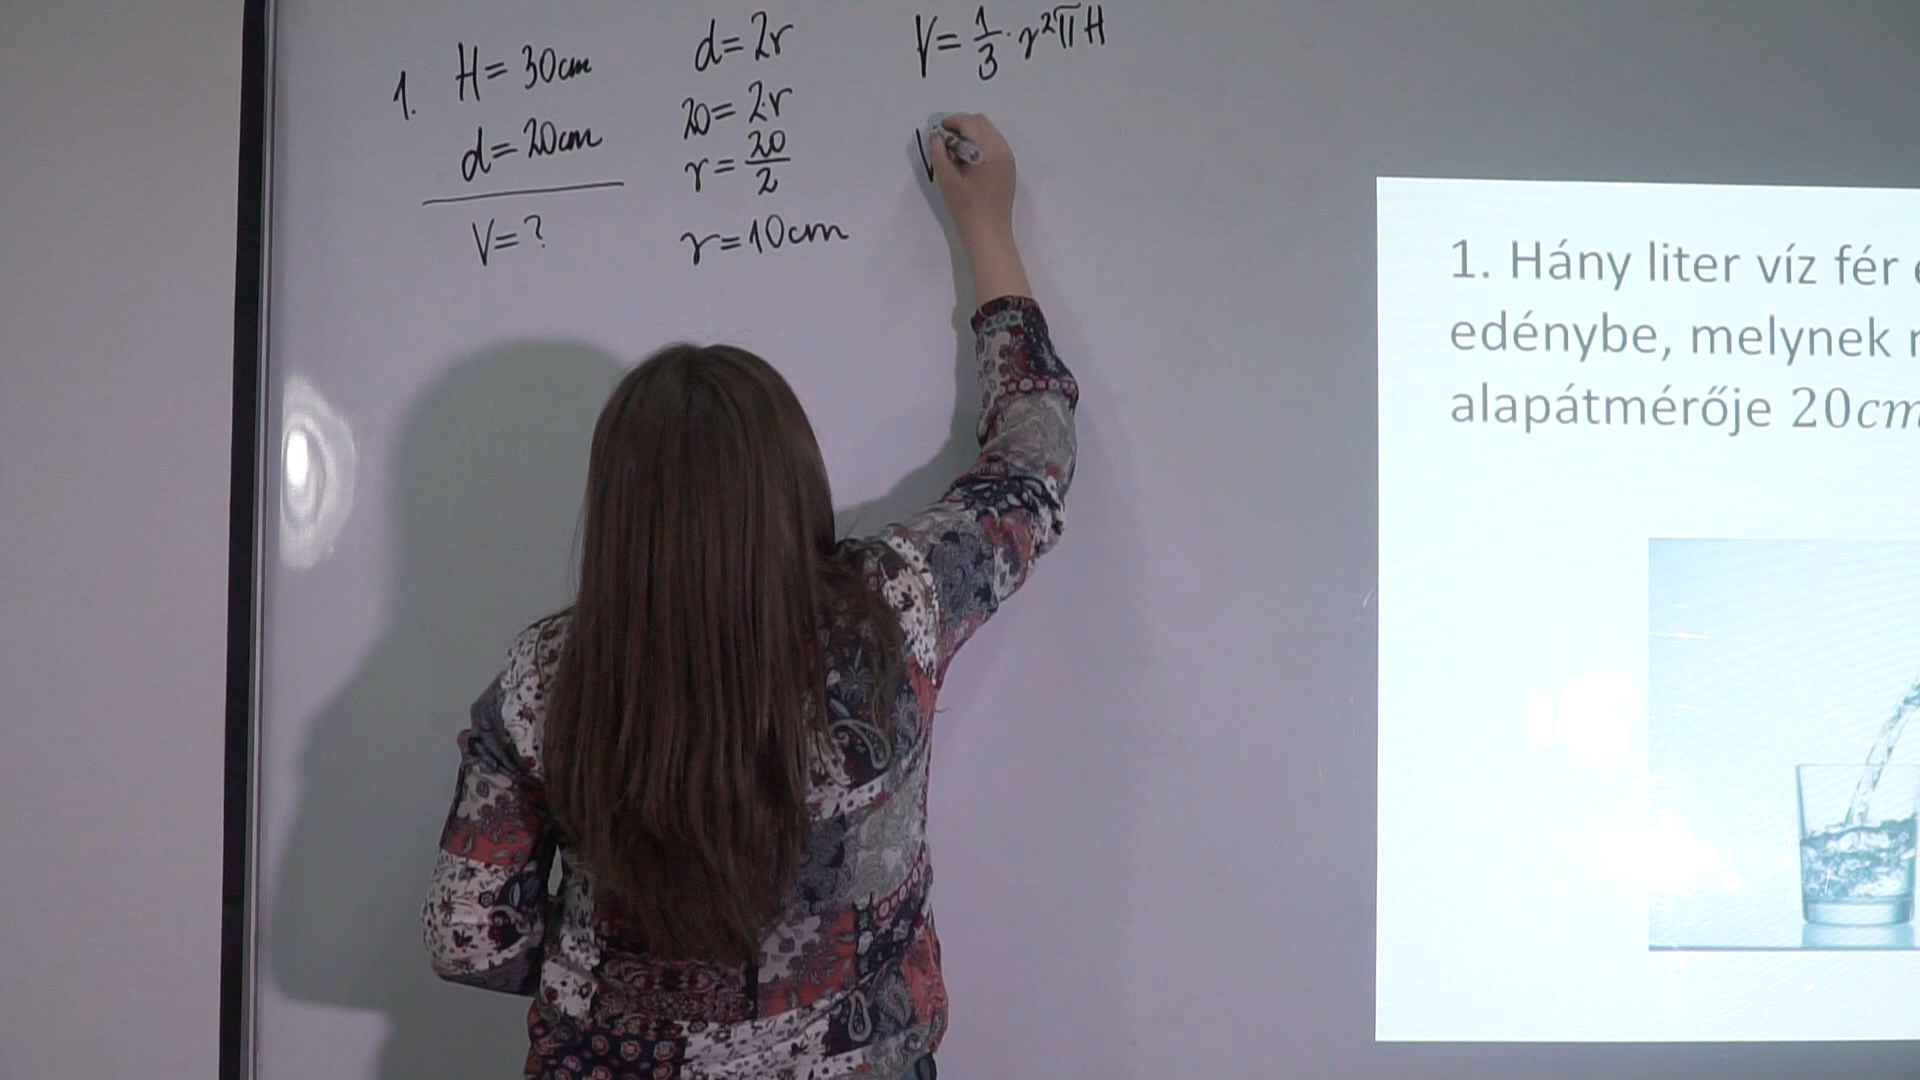 1. H = 30cm
d = 20cm
V = ?
d = 2r
20 = 2·r
r = 20/2
r = 10cm
V = 1/3 · r²πH
V
1. Hány liter víz fér
edénybe, melynek
alapátmérője 20cm